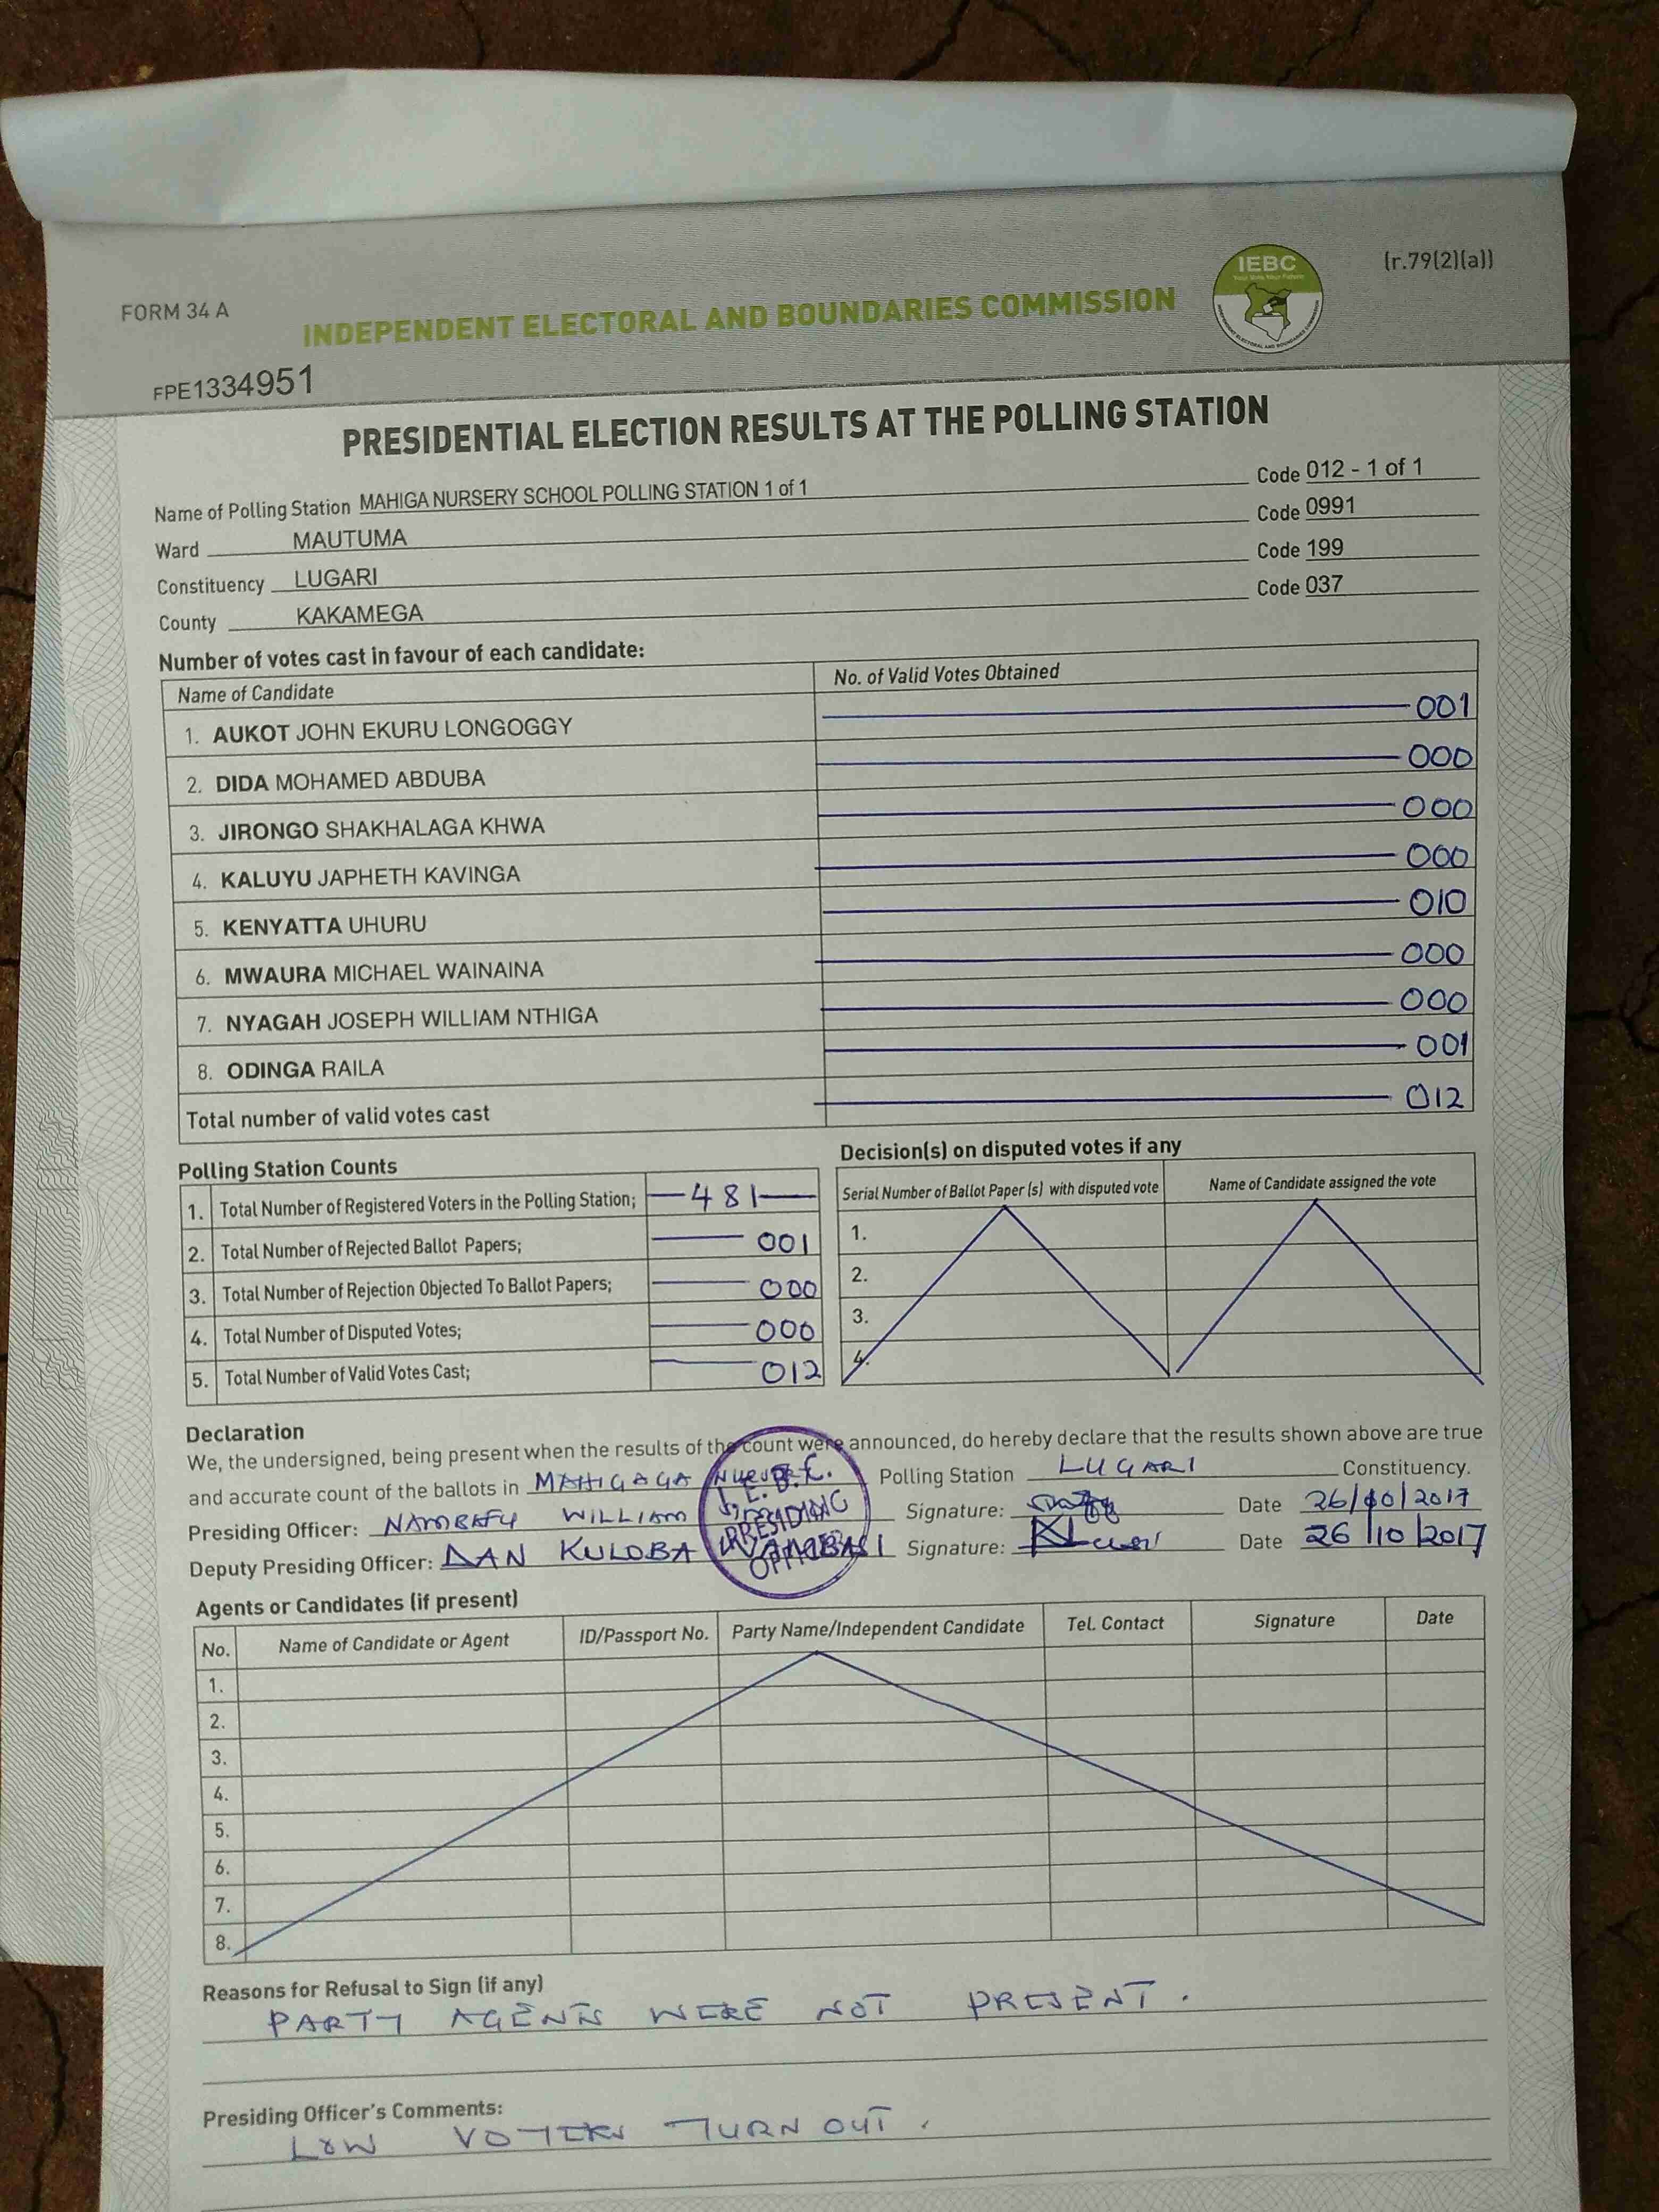 (r.79(2)(a))
FORM 34 A
INDEPENDENT ELECTORAL AND BOUNDARIES COMMISSION
IEBC
FPE1334951
PRESIDENTIAL ELECTION RESULTS AT THE POLLING STATION
Name of Polling Station MAHIGA NURSERY SCHOOL POLLING STATION 1 of 1 Code 012 - 1 of 1
Ward MAUTUMA Code 0991
Constituency LUGARI Code 199
County KAKAMEGA Code 037
Number of votes cast in favour of each candidate:
Name of Candidate No. of Valid Votes Obtained
1. AUKOT JOHN EKURU LONGOGGY 001
2. DIDA MOHAMED ABDUBA 000
3. JIRONGO SHAKHALAGA KHWA 000
4. KALUYU JAPHETH KAVINGA 000
5. KENYATTA UHURU 010
6. MWAURA MICHAEL WAINAINA 000
7. NYAGAH JOSEPH WILLIAM NTHIGA 000
8. ODINGA RAILA 001
Total number of valid votes cast 012
Polling Station Counts
1. Total Number of Registered Voters in the Polling Station; 481
2. Total Number of Rejected Ballot Papers; 001
3. Total Number of Rejection Objected To Ballot Papers; 000
4. Total Number of Disputed Votes; 000
5. Total Number of Valid Votes Cast; 012
Decision(s) on disputed votes if any
Serial Number of Ballot Paper (s) with disputed vote Name of Candidate assigned the vote
1.
2.
3.
4.
Declaration
We, the undersigned, being present when the results of the count were announced, do hereby declare that the results shown above are true
and accurate count of the ballots in MAHIGAGA Polling Station LUGARI Constituency.
Presiding Officer: WILLIAM Signature: Date 26/10/2017
Deputy Presiding Officer: DAN KULOBA WAMBASI Signature: Date 26/10/2017
I.E.B.C.
PRESIDING
OFFICER
Agents or Candidates (if present)
No. Name of Candidate or Agent ID/Passport No. Party Name/Independent Candidate Tel. Contact Signature Date
1.
2.
3.
4.
5.
6.
7.
8.
Reasons for Refusal to Sign (if any)
PARTY AGENTS WERE NOT PRESENT.
Presiding Officer's Comments:
LOW VOTERS TURN OUT.